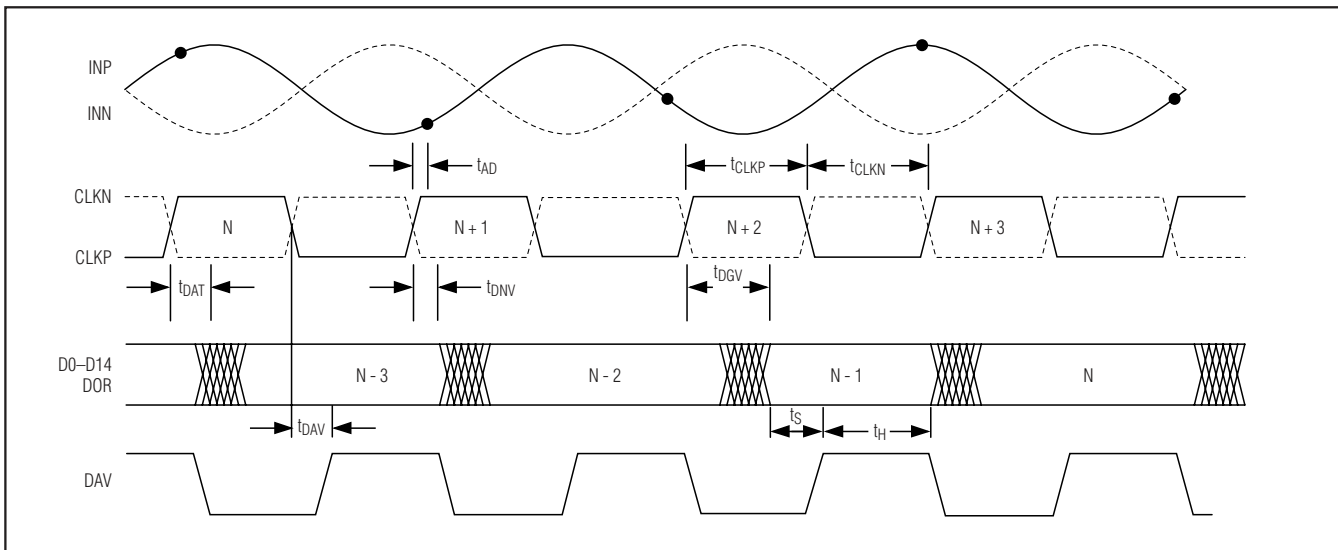 INP
INN
tAD
tCLKP
tCLKN
CLKN
N
N + 1
N + 2
N + 3
CLKP
tDAT
tDNV
tDGV
D0–D14
DOR
N - 3
N - 2
N - 1
N
tDAV
tS
tH
DAV